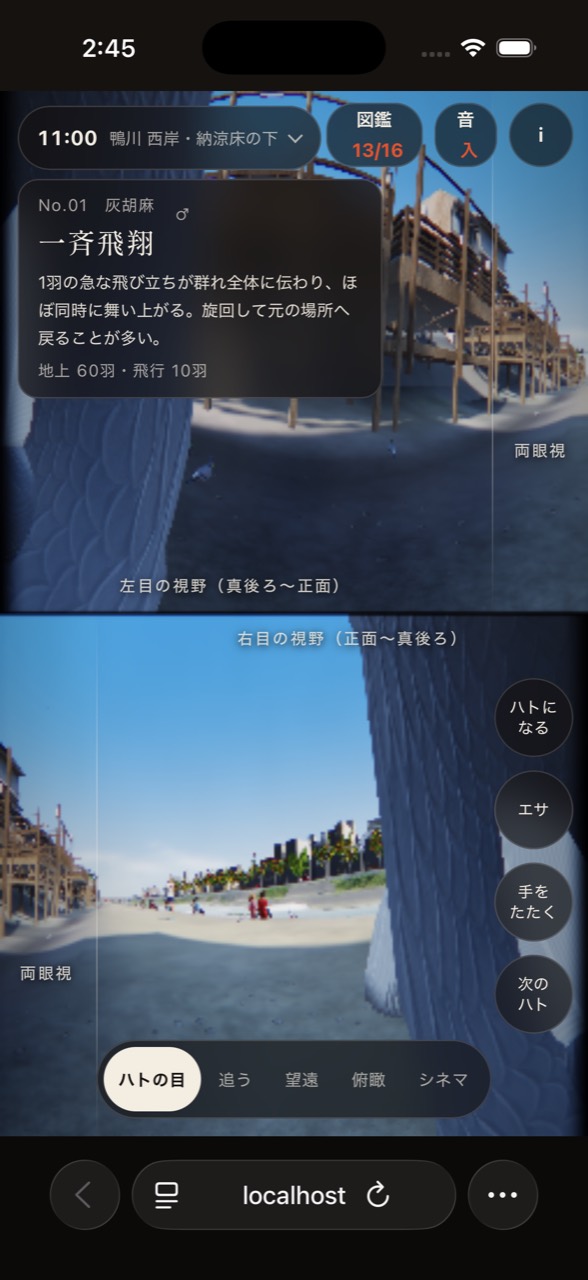 2:45
11:00 鴨川 西岸・納涼床の下
図鑑
13/16
音
入
i
No.01 灰胡麻 ♂
一斉飛翔
1羽の急な飛び立ちが群れ全体に伝わり、ほ
ぼ同時に舞い上がる。旋回して元の場所へ
戻ることが多い。
地上 60羽・飛行 10羽
両眼視
左目の視野（真後ろ〜正面）
右目の視野（正面〜真後ろ）
ハトに
なる
エサ
手を
たたく
両眼視
次の
ハト
ハトの目 追う 望遠 俯瞰 シネマ
localhost